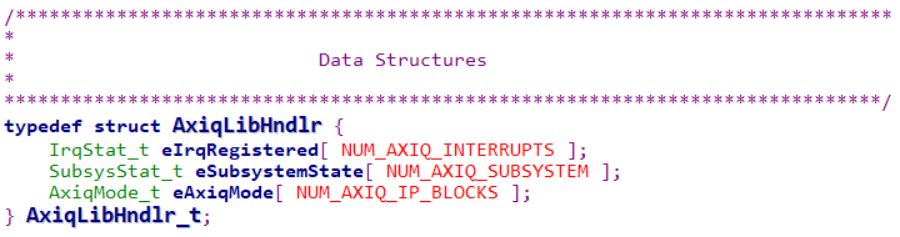 /******************************************************************************
*
*                         Data Structures
*
******************************************************************************/
typedef struct AxiqLibHndlr {
    IrqStat_t eIrqRegistered[ NUM_AXIQ_INTERRUPTS ];
    SubsysStat_t eSubsystemState[ NUM_AXIQ_SUBSYSTEM ];
    AxiqMode_t eAxiqMode[ NUM_AXIQ_IP_BLOCKS ];
} AxiqLibHndlr_t;